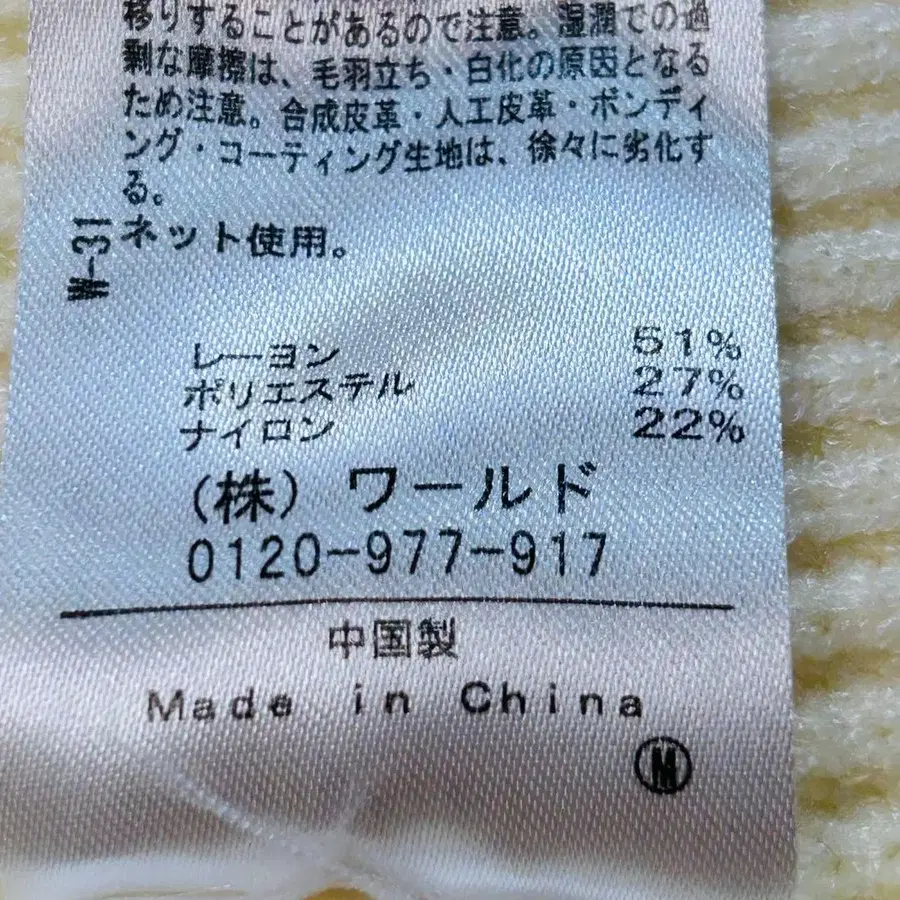 移りすることがあるので注意。湿潤での過
剰な摩擦は、毛羽立ち・白化の原因となる
ため注意。合成皮革・人工皮革・ボンディ
ング・コーティング生地は、徐々に劣化す
る。
W-31
ネット使用。
レーヨン 51%
ポリエステル 27%
ナイロン 22%
(株) ワールド
0120-977-917
中国製
Made in China
M